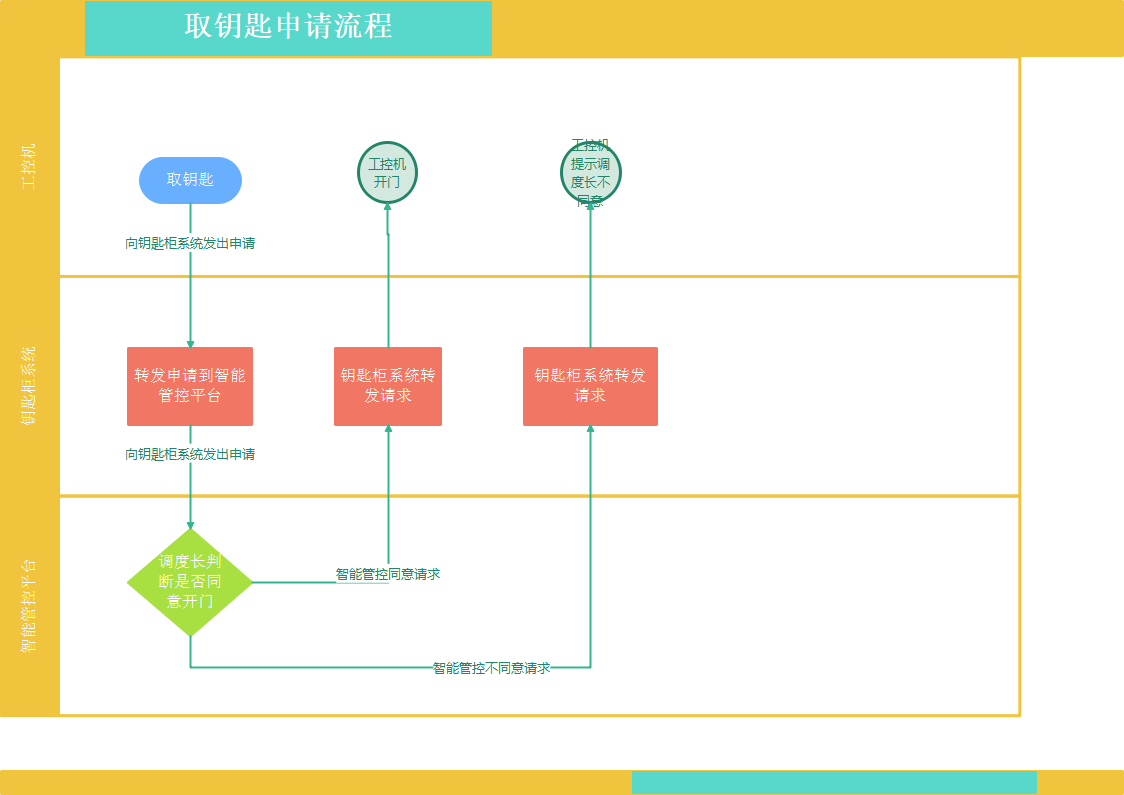 取钥匙申请流程
工控机
取钥匙
工控机
开门
工控机
提示调
度长不
同意
向钥匙柜系统发出申请
钥匙柜系统
转发申请到智能
管控平台
钥匙柜系统转
发请求
钥匙柜系统转发
请求
向钥匙柜系统发出申请
智能管控平台
调度长判
断是否同
意开门
智能管控同意请求
智能管控不同意请求